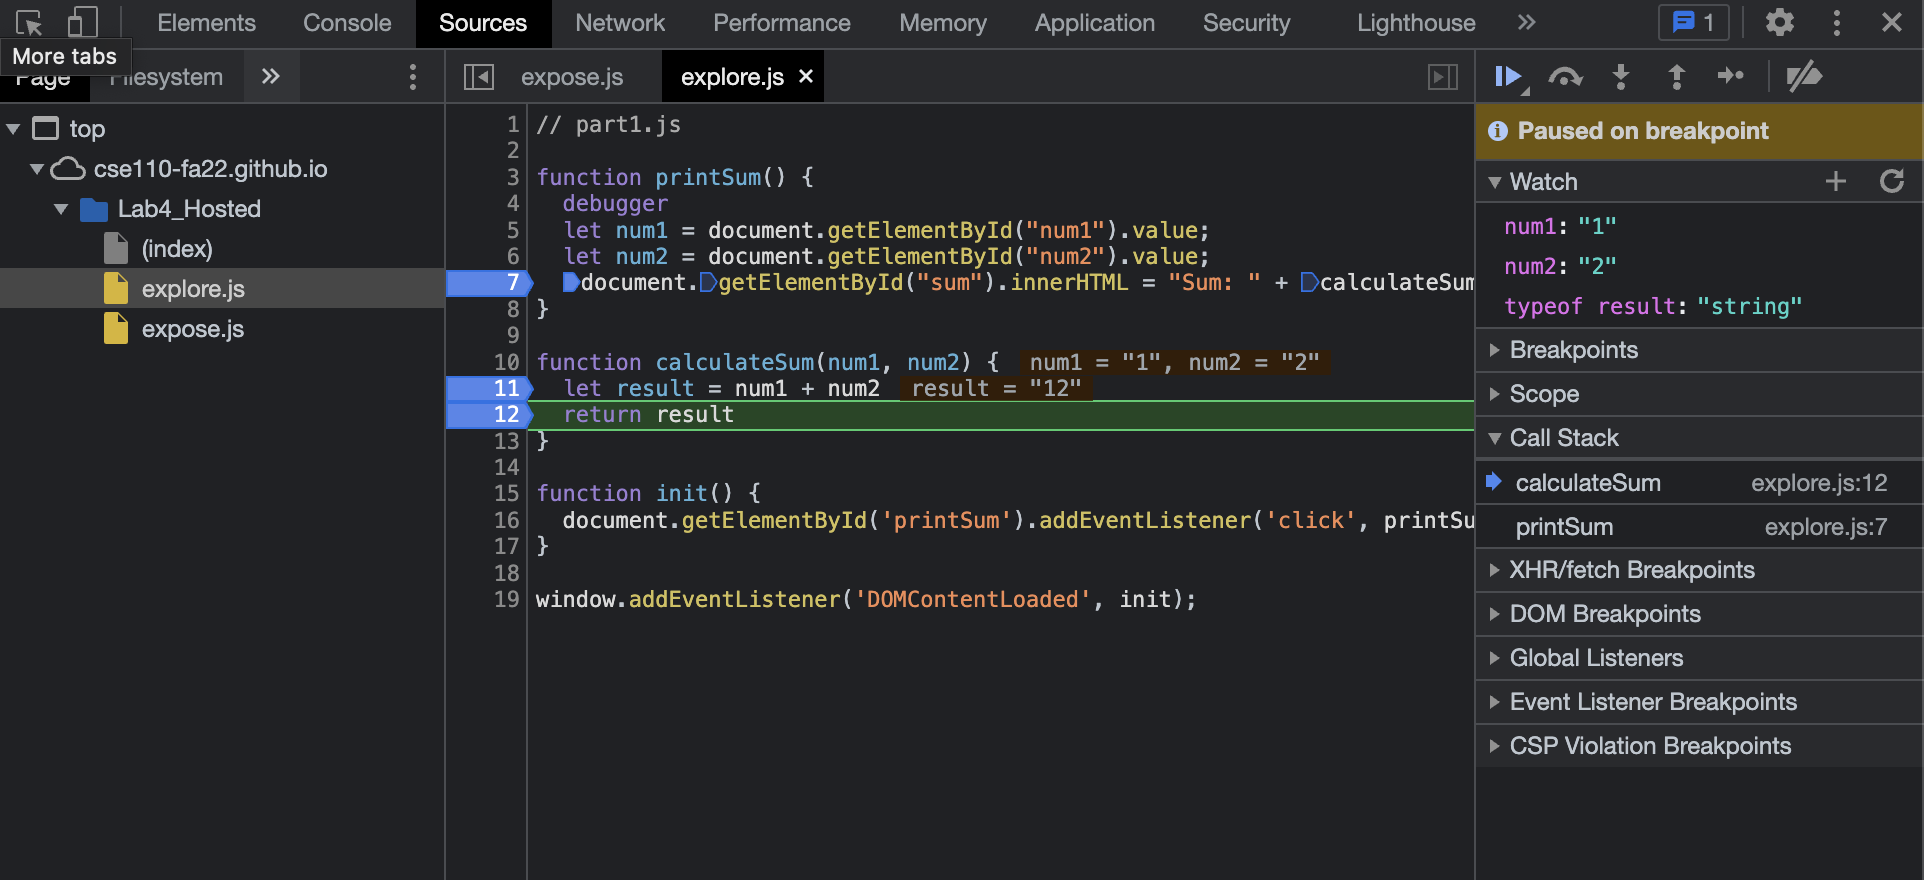 Elements Console Sources Network Performance Memory Application Security Lighthouse 1
More tabs
Page Filesystem
expose.js explore.js
top
cse110-fa22.github.io
Lab4_Hosted
(index)
explore.js
expose.js
1 // part1.js
2
3 function printSum() {
4 debugger
5 let num1 = document.getElementById("num1").value;
6 let num2 = document.getElementById("num2").value;
7 document.getElementById("sum").innerHTML = "Sum: " + calculateSum
8 }
9
10 function calculateSum(num1, num2) { num1 = "1", num2 = "2"
11 let result = num1 + num2 result = "12"
12 return result
13 }
14
15 function init() {
16 document.getElementById('printSum').addEventListener('click', printSu
17 }
18
19 window.addEventListener('DOMContentLoaded', init);
Paused on breakpoint
Watch
num1: "1"
num2: "2"
typeof result: "string"
Breakpoints
Scope
Call Stack
calculateSum explore.js:12
printSum explore.js:7
XHR/fetch Breakpoints
DOM Breakpoints
Global Listeners
Event Listener Breakpoints
CSP Violation Breakpoints